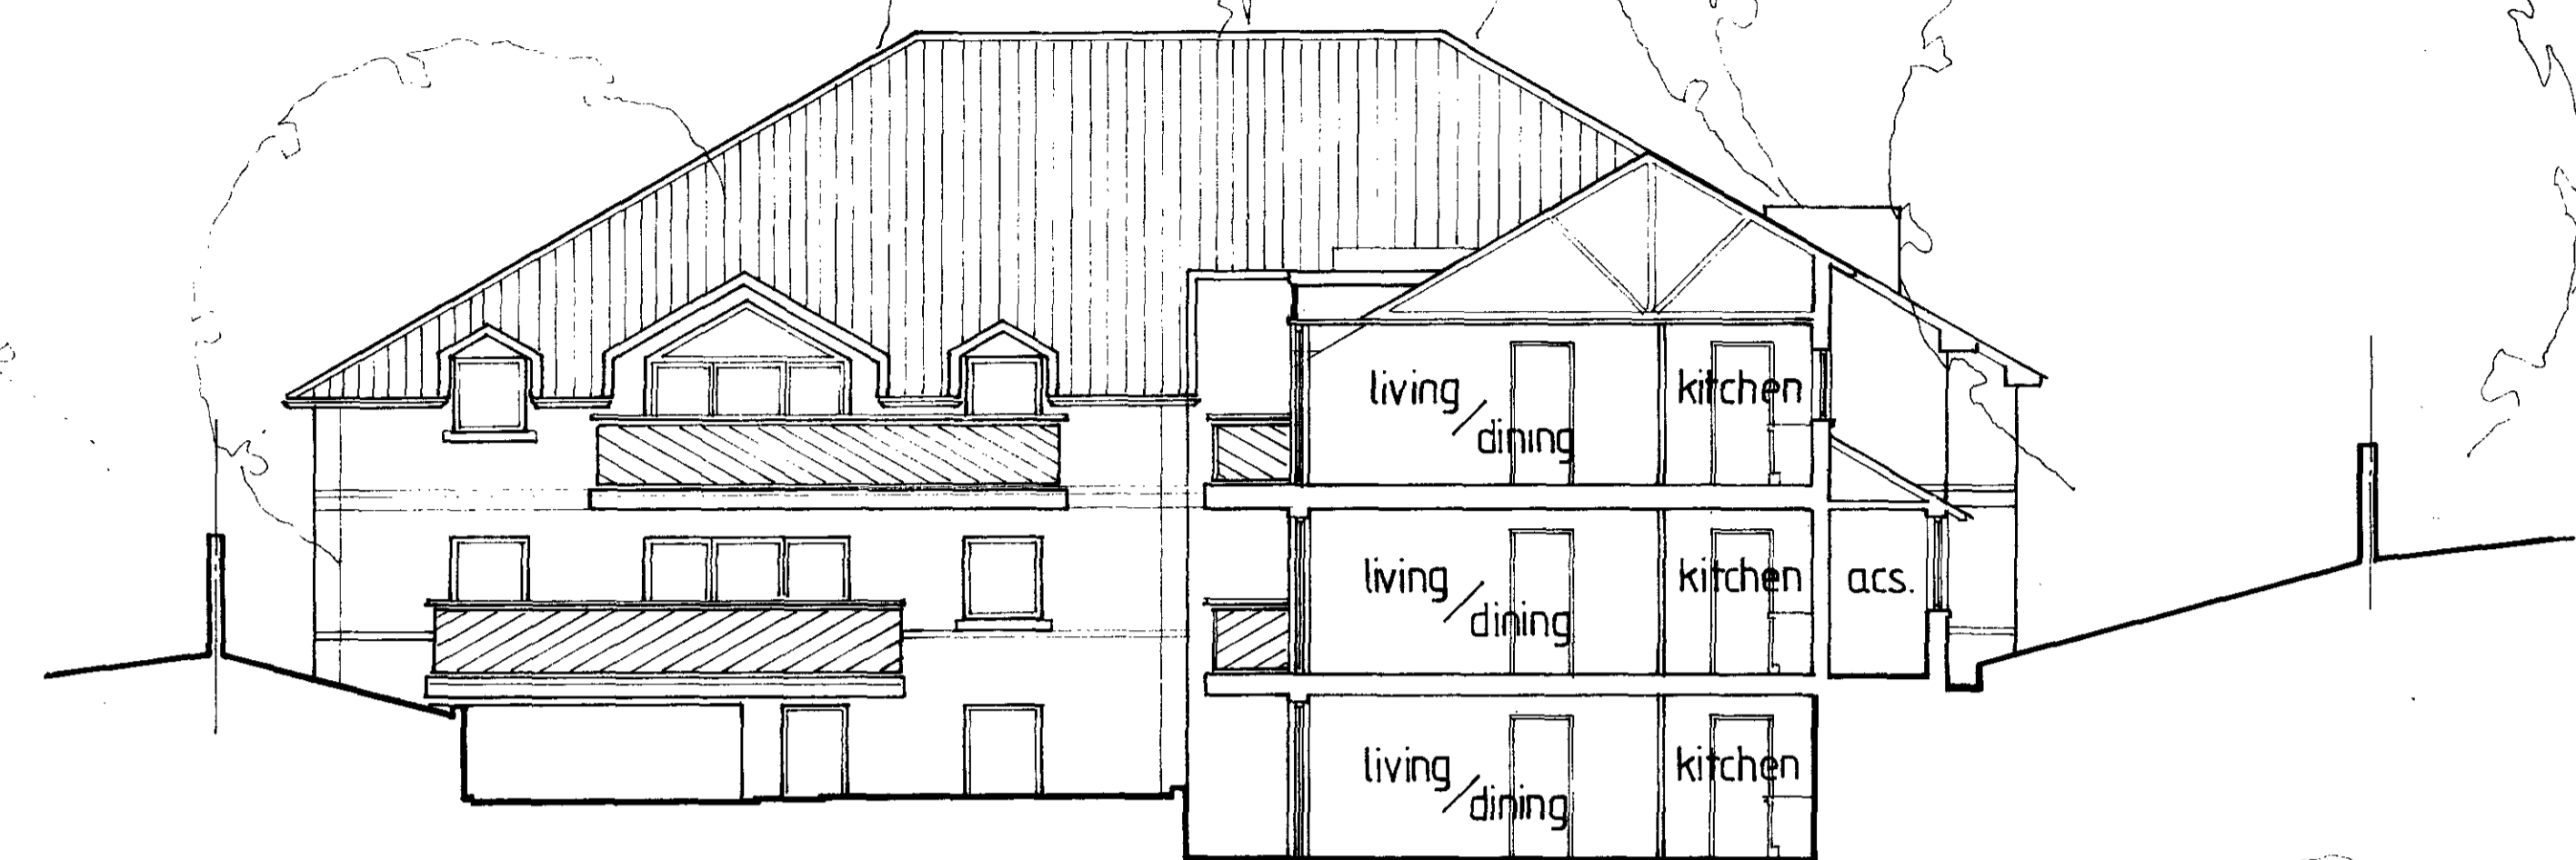 living / dining
kitchen
living / dining
kitchen
acs.
living / dining
kitchen